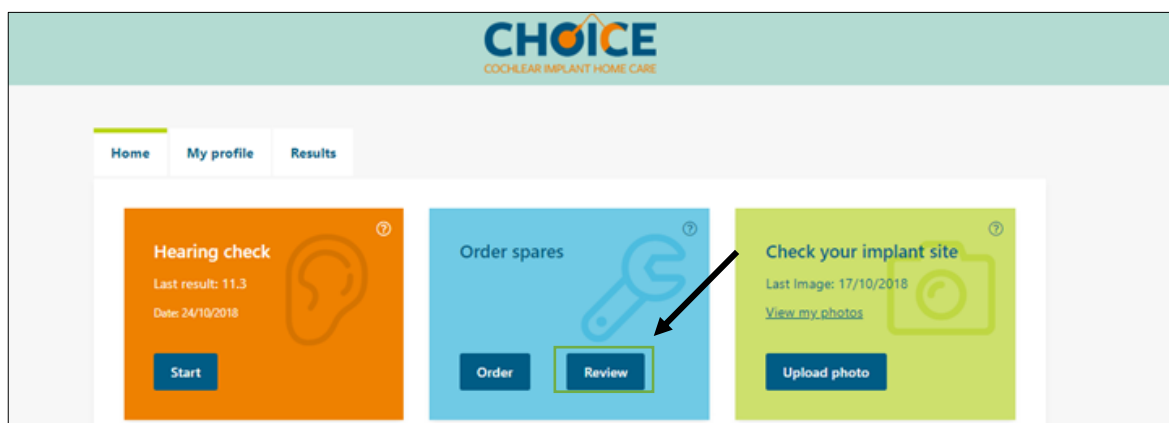 CHOICE
COCHLEAR IMPLANT HOME CARE
Home
My profile
Results
Hearing check
Last result: 11.3
Date: 24/10/2018
Start
Order spares
Order
Review
Check your implant site
Last Image: 17/10/2018
View my photos
Upload photo